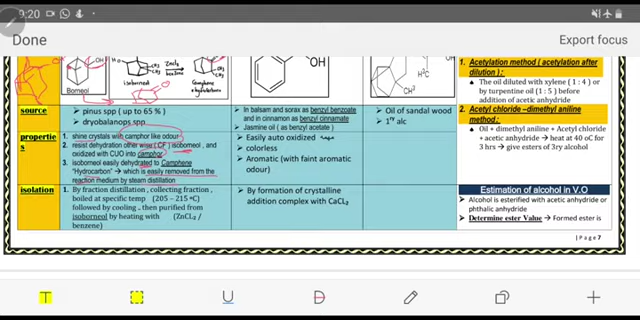 9:20
Done
Export focus
OH
Borneol
H
CH3
CH3
isoborneol
ZnCl2
benzene
Camphene
CH3
OH
H2C
CH3
1. Acetylation method ( acetylation after dilution ) :
The oil diluted with xylene ( 1 : 4 ) or
by turpentine oil (1 : 5 ) before
addition of acetic anhydride
2. Acetyl chloride –dimethyl aniline method:
Oil + dimethyl aniline + Acetyl chloride
+ acetic anhydride → heat at 40 oC for
3 hrs → give esters of 3ry alcohol
source
pinus spp ( up to 65 % )
dryobalanops spp
In balsam and sorax as benzyl benzoate
and in cinnamon as benzyl cinnamate
Jasmine oil ( as benzyl acetate )
Oil of sandal wood
1ry alc
properties
1. shine crystals with camphor like odour
2. resist dehydration other wise ( CF ) isoborneol , and
oxidized with CUO into camphor
3. isoborneol easily dehydrated to Camphene
"Hydrocarbon" → which is easily removed from the
reaction medium by steam distillation
Easily auto oxidized
colorless
Aromatic (with faint aromatic
odour)
isolation
1. By fraction distillation , collecting fraction ,
boiled at specific temp (205 – 215 ºC)
followed by cooling .. then purified from
isoborneol by heating with (ZnCL2 /
benzene)
By formation of crystalline
addition complex with CaCL2
Estimation of alcohol in V.O
Alcohol is esterified with acetic anhydride or
phthalic anhydride
Determine ester Value → Formed ester is
| Page 7
T
U
D